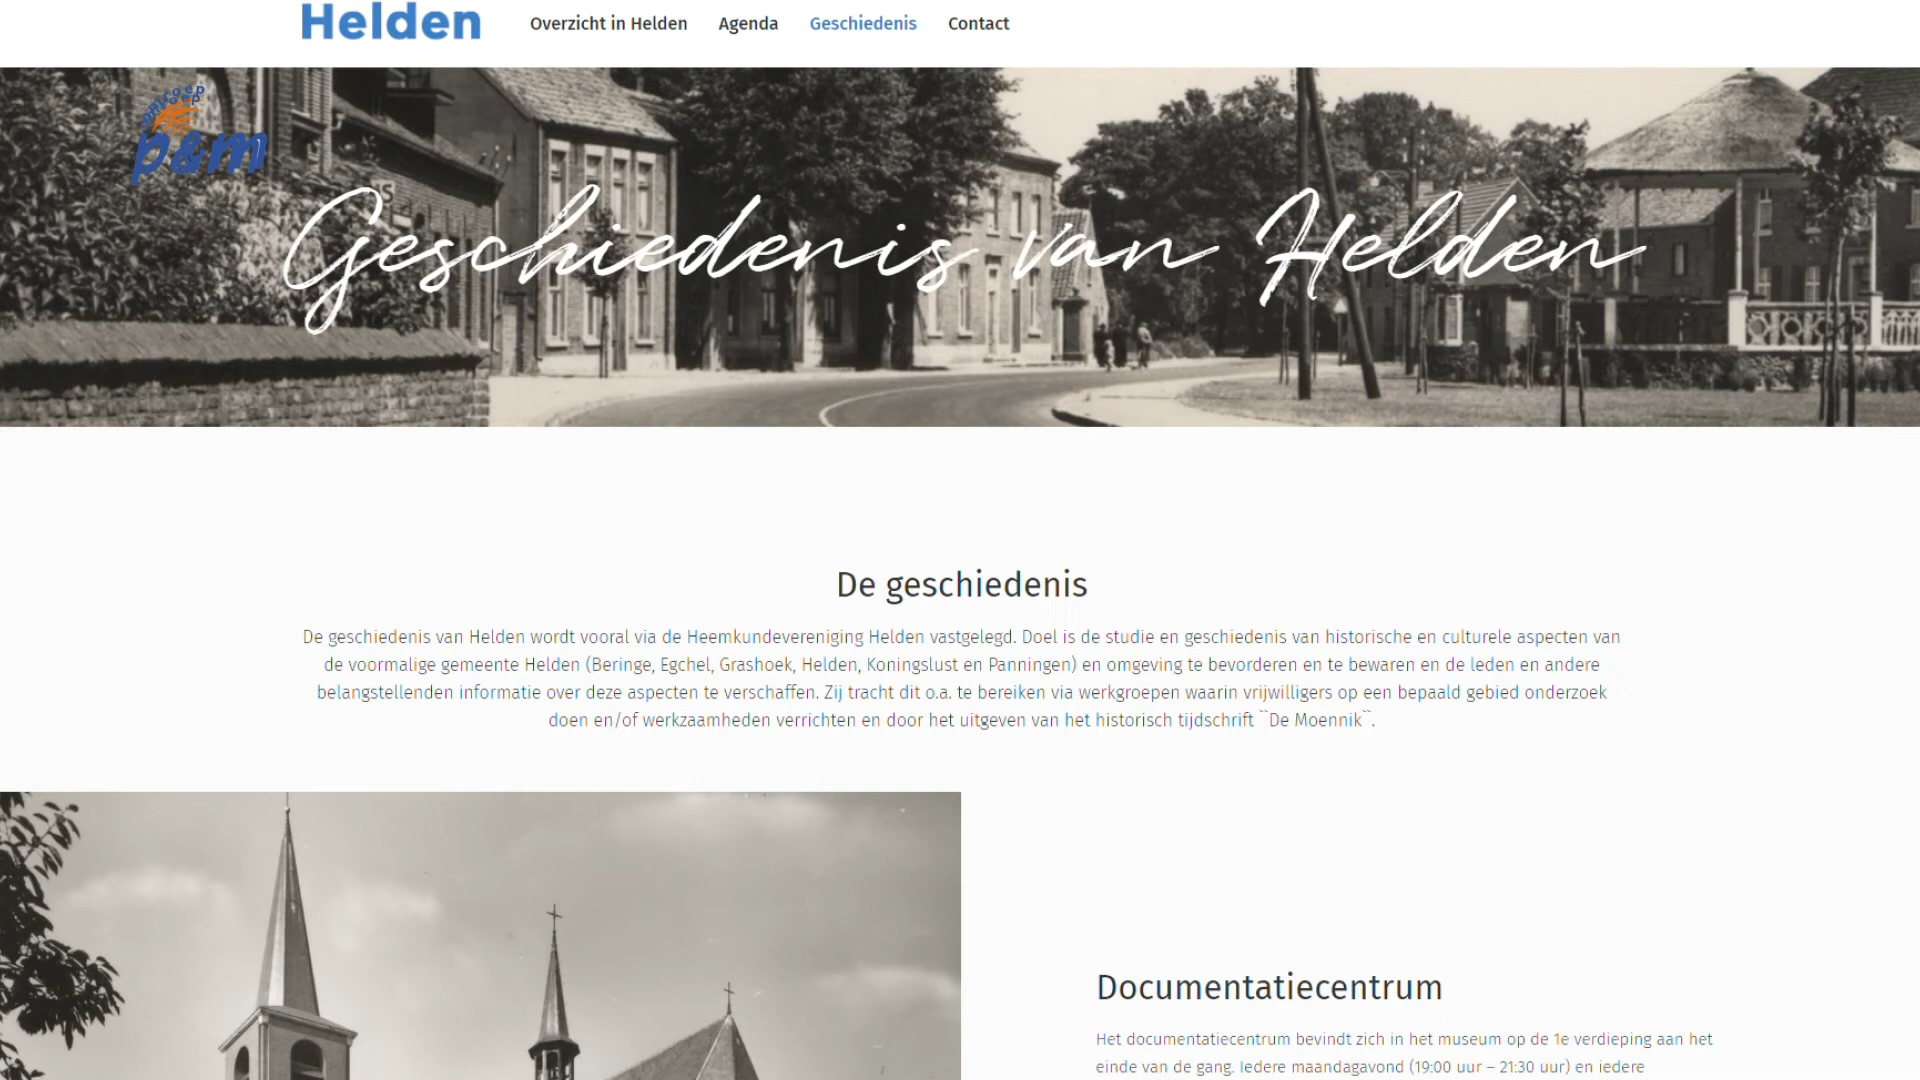 Helden
Overzicht in Helden
Agenda
Geschiedenis
Contact
omroep
p&m
Geschiedenis van Helden
De geschiedenis
De geschiedenis van Helden wordt vooral via de Heemkundevereniging Helden vastgelegd. Doel is de studie en geschiedenis van historische en culturele aspecten van
de voormalige gemeente Helden (Beringe, Egchel, Grashoek, Helden, Koningslust en Panningen) en omgeving te bevorderen en te bewaren en de leden en andere
belangstellenden informatie over deze aspecten te verschaffen. Zij tracht dit o.a. te bereiken via werkgroepen waarin vrijwilligers op een bepaald gebied onderzoek
doen en/of werkzaamheden verrichten en door het uitgeven van het historisch tijdschrift ``De Moennik``.
Documentatiecentrum
Het documentatiecentrum bevindt zich in het museum op de 1e verdieping aan het
einde van de gang. Iedere maandagavond (19:00 uur – 21:30 uur) en iedere